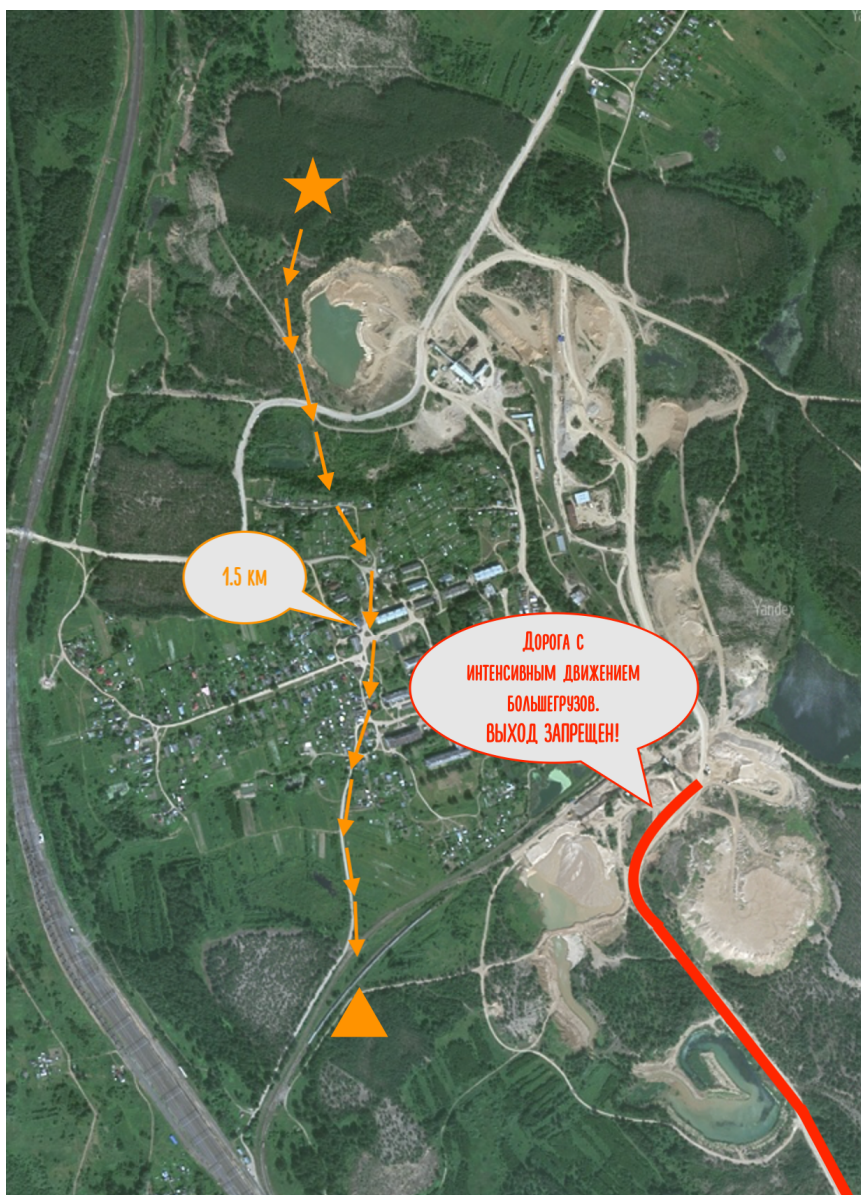 1.5 КМ
Yandex
ДОРОГА С
ИНТЕНСИВНЫМ ДВИЖЕНИЕМ
БОЛЬШЕГРУЗОВ.
ВЫХОД ЗАПРЕЩЕН!